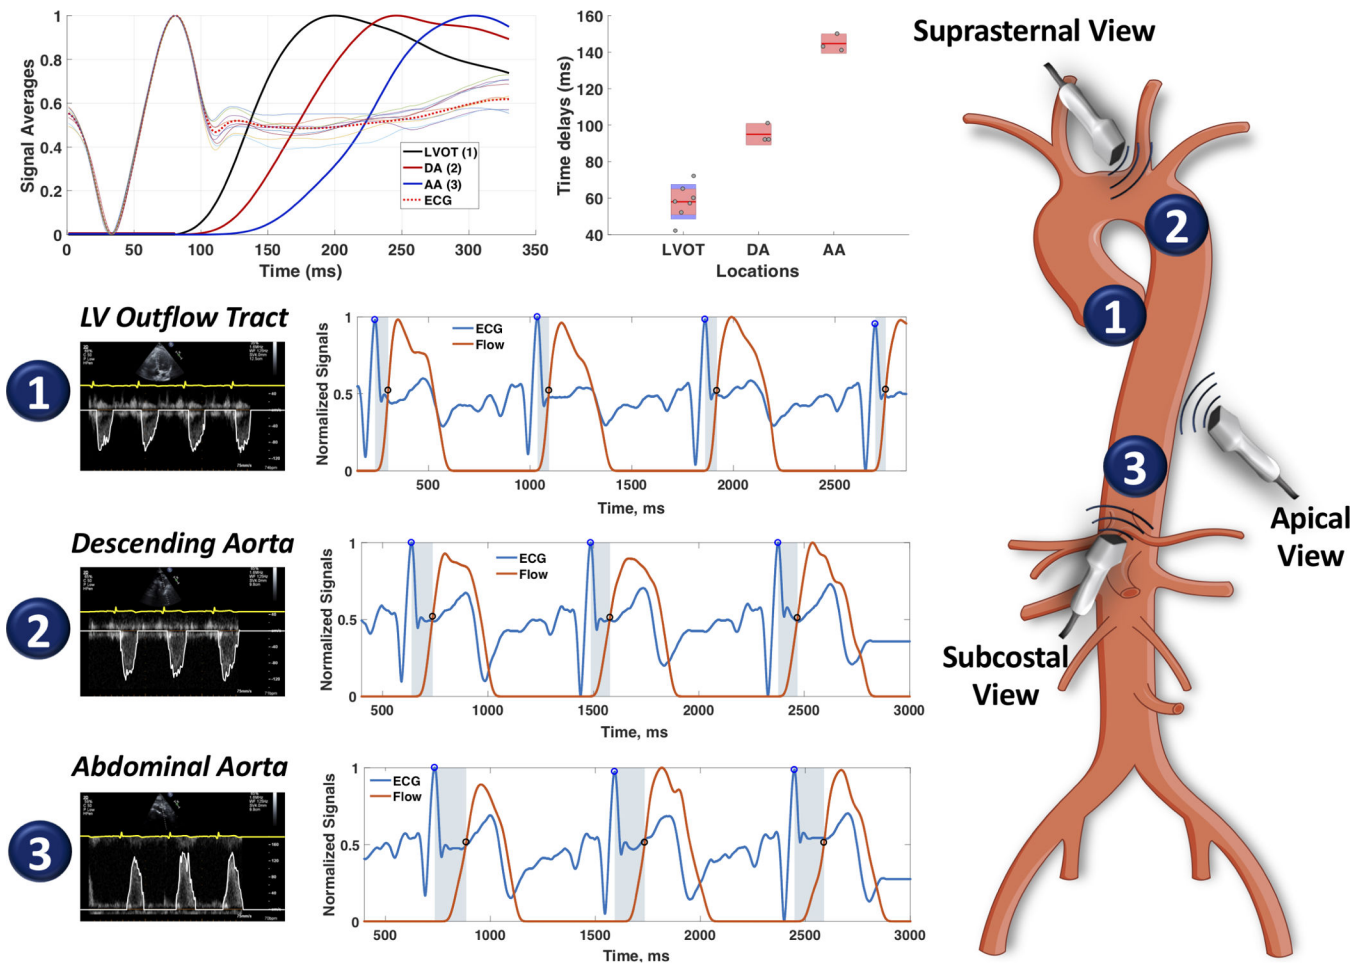 Signal Averages
1
0.8
0.6
0.4
0.2
0
0 50 100 150 200 250 300 350
Time (ms)
LVOT (1)
DA (2)
AA (3)
ECG
Time delays (ms)
160
140
120
100
80
60
40
LVOT DA AA
Locations
Suprasternal View
2
1
3
Apical
View
Subcostal
View
LV Outflow Tract
1
Normalized Signals
1
0.5
0
ECG
Flow
500 1000 1500 2000 2500
Time, ms
Descending Aorta
2
Normalized Signals
1
0.5
0
ECG
Flow
500 1000 1500 2000 2500 3000
Time, ms
Abdominal Aorta
3
Normalized Signals
1
0.5
0
ECG
Flow
500 1000 1500 2000 2500 3000
Time, ms